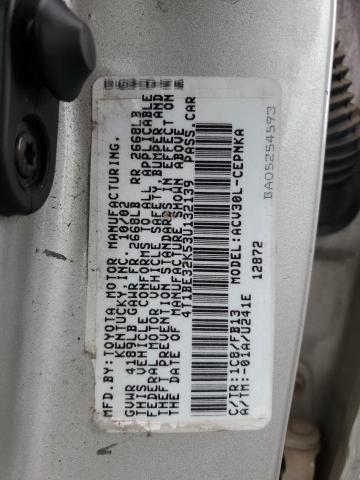 MFD.BY:TOYOTA MOTOR MANUFACTURING,
KENTUCKY,INC. 10/02
GVWR 4189LB GAWR FR 2668LB RR 2668LB
THIS VEHICLE CONFORMS TO ALL APPLICABLE
FEDERAL MOTOR VEHICLE SAFETY, BUMPER AND
THEFT PREVENTION STANDARDS IN EFFECT ON
THE DATE OF MANUFACTURE SHOWN ABOVE
4T1BE32K53U132199 PASS.CAR
C/TR:1C8/FB13 MODEL:ACV30L-CEPNKA
A/TM:-01A/U241E 12872
BA05254593